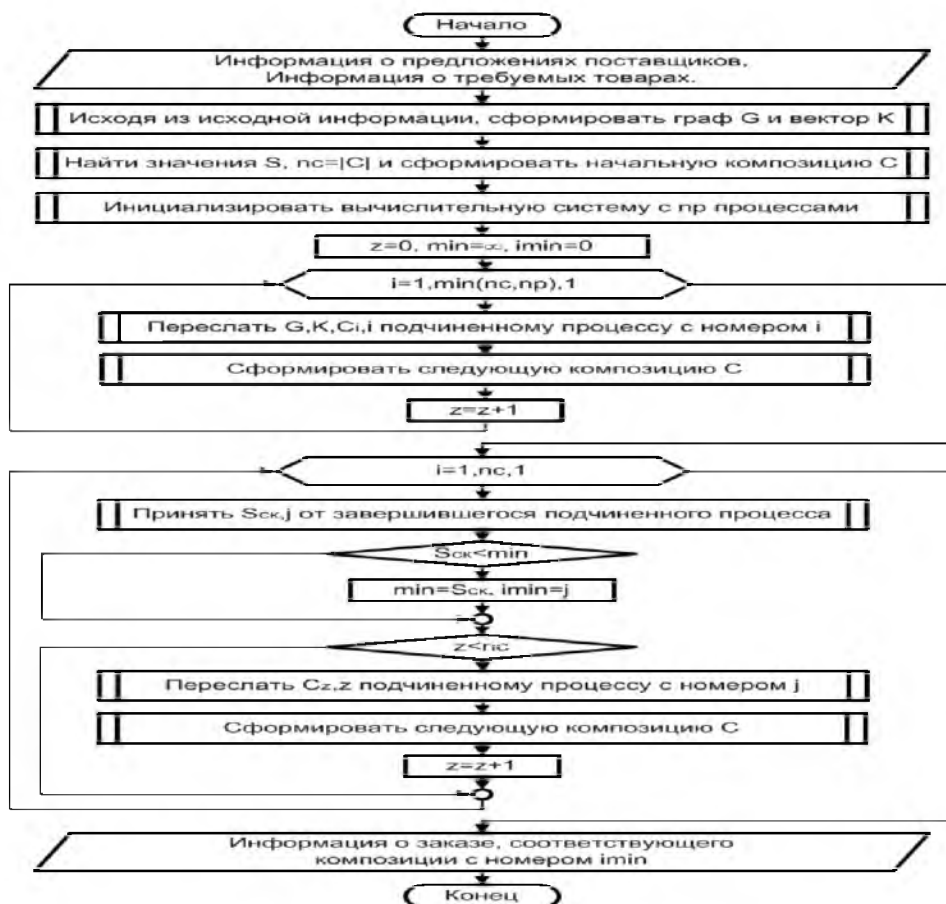 Начало
Информация о предложениях поставщиков,
Информация о требуемых товарах.
Исходя из исходной информации, сформировать граф G и вектор K
Найти значения S, nc=|C| и сформировать начальную композицию C
Инициализировать вычислительную систему с np процессами
z=0, min=∞, imin=0
i=1,min(nc,np),1
Переслать G,K,Ci,i подчиненному процессу с номером i
Сформировать следующую композицию C
z=z+1
i=1,nc,1
Принять Sск,j от завершившегося подчиненного процесса
Sск<min
min=Sск, imin=j
z<nc
Переслать Cz,z подчиненному процессу с номером j
Сформировать следующую композицию C
z=z+1
Информация о заказе, соответствующего
композиции с номером imin
Конец